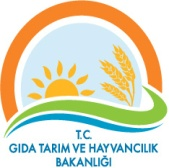 T.C.
GIDA TARIM VE HAYVANCILIK
BAKANLIĞI